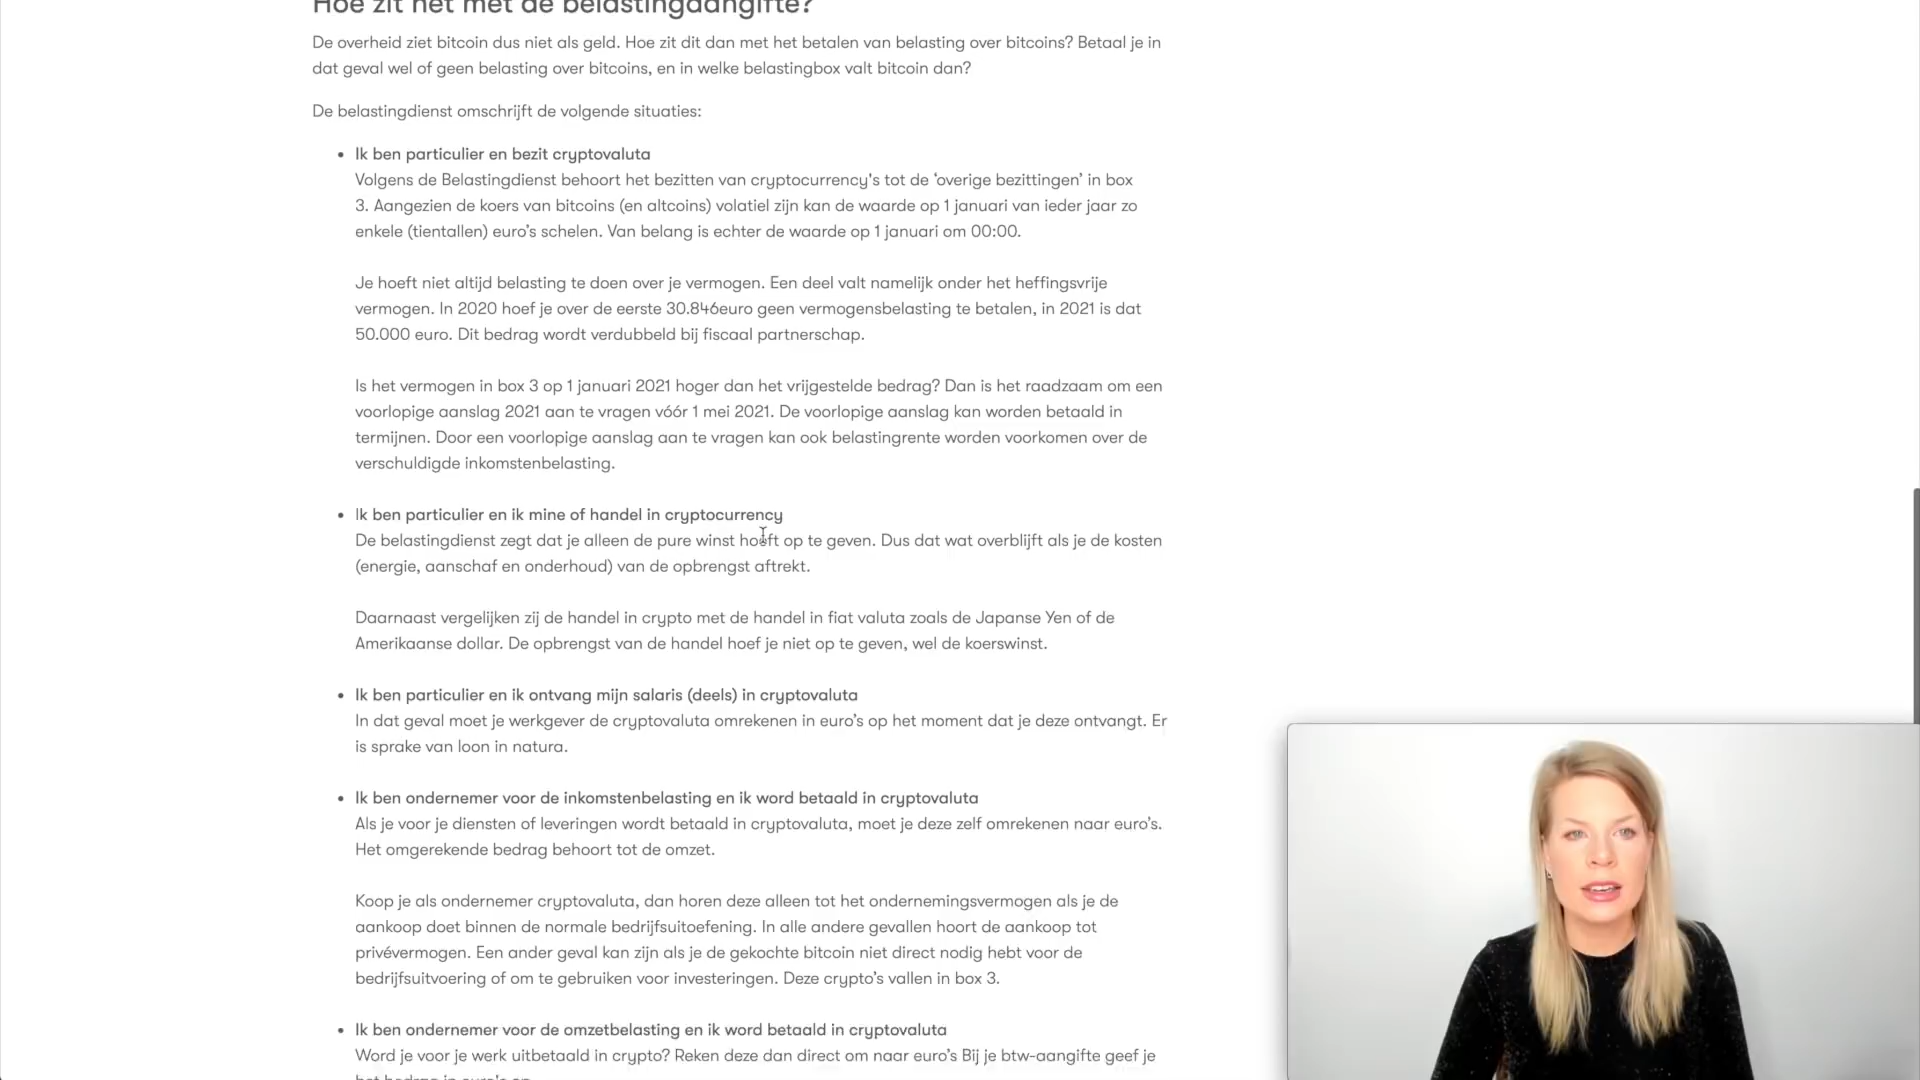 Hoe zit het met de belastingaangifte?
De overheid ziet bitcoin dus niet als geld. Hoe zit dit dan met het betalen van belasting over bitcoins? Betaal je in
dat geval wel of geen belasting over bitcoins, en in welke belastingbox valt bitcoin dan?
De belastingdienst omschrijft de volgende situaties:
• Ik ben particulier en bezit cryptovaluta
Volgens de Belastingdienst behoort het bezitten van cryptocurrency's tot de ‘overige bezittingen’ in box
3. Aangezien de koers van bitcoins (en altcoins) volatiel zijn kan de waarde op 1 januari van ieder jaar zo
enkele (tientallen) euro’s schelen. Van belang is echter de waarde op 1 januari om 00:00.
Je hoeft niet altijd belasting te doen over je vermogen. Een deel valt namelijk onder het heffingsvrije
vermogen. In 2020 hoef je over de eerste 30.846euro geen vermogensbelasting te betalen, in 2021 is dat
50.000 euro. Dit bedrag wordt verdubbeld bij fiscaal partnerschap.
Is het vermogen in box 3 op 1 januari 2021 hoger dan het vrijgestelde bedrag? Dan is het raadzaam om een
voorlopige aanslag 2021 aan te vragen vóór 1 mei 2021. De voorlopige aanslag kan worden betaald in
termijnen. Door een voorlopige aanslag aan te vragen kan ook belastingrente worden voorkomen over de
verschuldigde inkomstenbelasting.
• Ik ben particulier en ik mine of handel in cryptocurrency
De belastingdienst zegt dat je alleen de pure winst hoeft op te geven. Dus dat wat overblijft als je de kosten
(energie, aanschaf en onderhoud) van de opbrengst aftrekt.
Daarnaast vergelijken zij de handel in crypto met de handel in fiat valuta zoals de Japanse Yen of de
Amerikaanse dollar. De opbrengst van de handel hoef je niet op te geven, wel de koerswinst.
• Ik ben particulier en ik ontvang mijn salaris (deels) in cryptovaluta
In dat geval moet je werkgever de cryptovaluta omrekenen in euro’s op het moment dat je deze ontvangt. Er
is sprake van loon in natura.
• Ik ben ondernemer voor de inkomstenbelasting en ik word betaald in cryptovaluta
Als je voor je diensten of leveringen wordt betaald in cryptovaluta, moet je deze zelf omrekenen naar euro’s.
Het omgerekende bedrag behoort tot de omzet.
Koop je als ondernemer cryptovaluta, dan horen deze alleen tot het ondernemingsvermogen als je de
aankoop doet binnen de normale bedrijfsuitoefening. In alle andere gevallen hoort de aankoop tot
privévermogen. Een ander geval kan zijn als je de gekochte bitcoin niet direct nodig hebt voor de
bedrijfsuitvoering of om te gebruiken voor investeringen. Deze crypto’s vallen in box 3.
• Ik ben ondernemer voor de omzetbelasting en ik word betaald in cryptovaluta
Word je voor je werk uitbetaald in crypto? Reken deze dan direct om naar euro’s Bij je btw-aangifte geef je
het bedrag in euro's op.